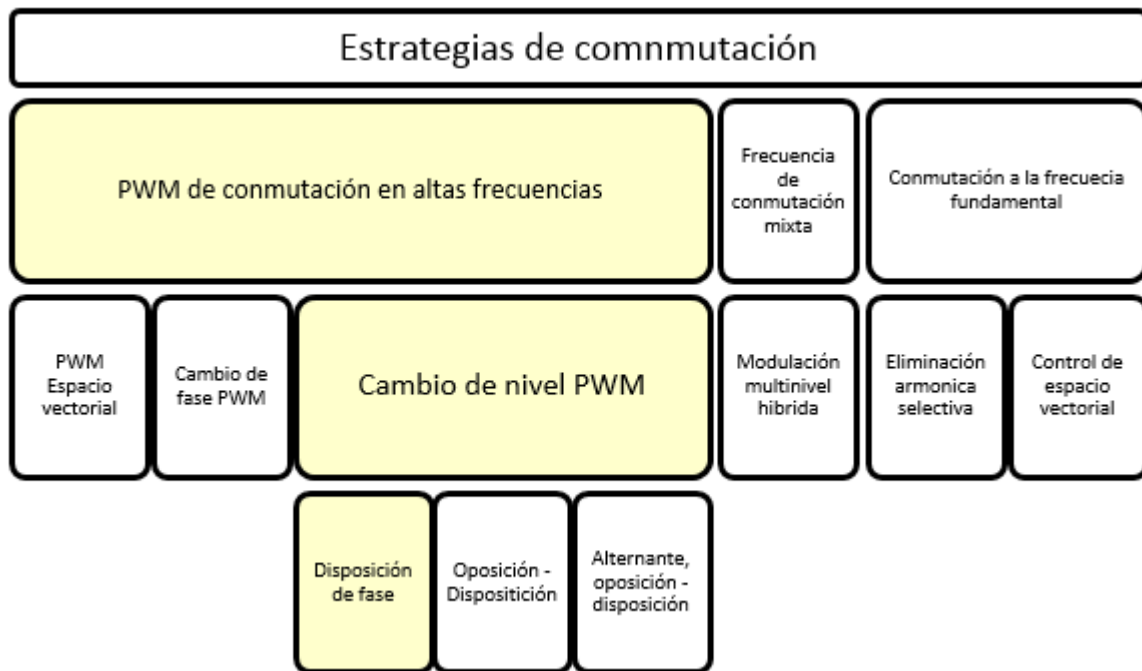 Estrategias de comnmutación
PWM de conmutación en altas frecuencias
Frecuencia
de
conmutación
mixta
Conmutación a la frecuecia
fundamental
PWM
Espacio
vectorial
Cambio de
fase PWM
Cambio de nivel PWM
Modulación
multinivel
hibrida
Eliminación
armonica
selectiva
Control de
espacio
vectorial
Disposición
de fase
Oposición -
Dispositición
Alternante,
oposición -
disposición